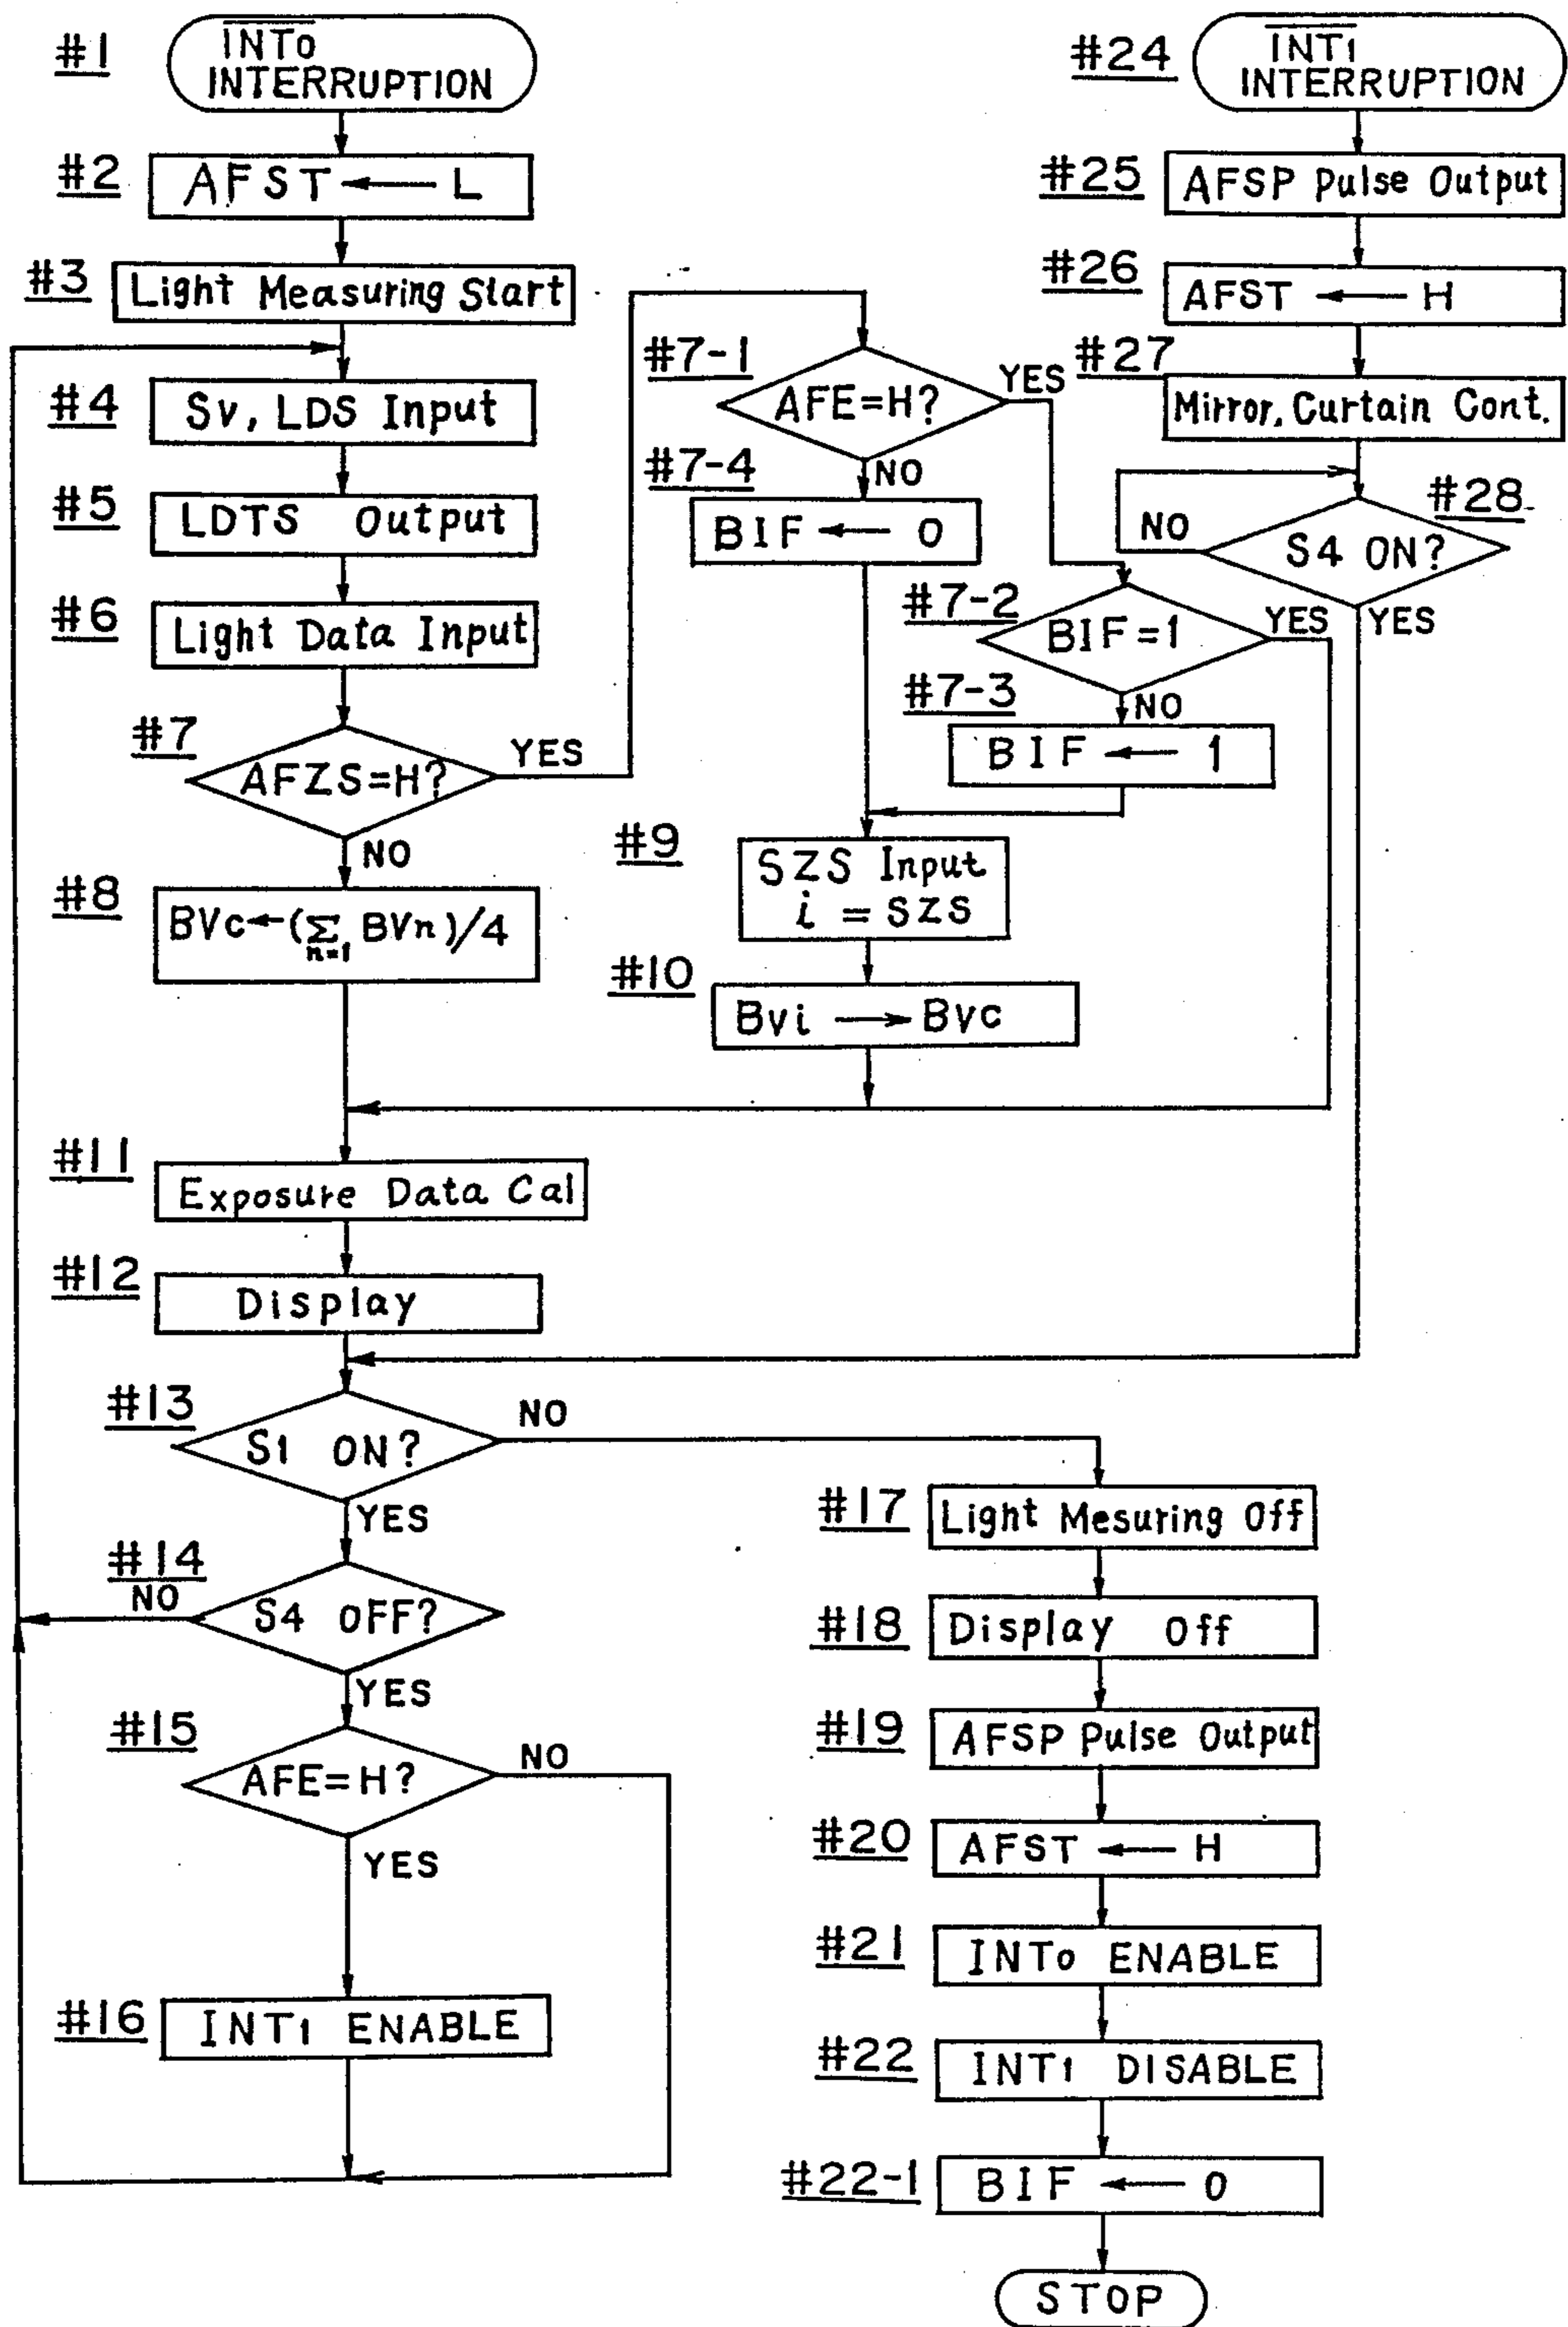 #1
INT0
INTERRUPTION
#2
AFST ← L
#3
Light Measuring Start
#4
Sv, LDS Input
#5
LDTS Output
#6
Light Data Input
#7
AFZS=H?
YES
NO
#8
BVc←(Σ BVn)/4
n=1
#7-1
AFE=H?
YES
NO
#7-4
BIF ← 0
#7-2
BIF=1
YES
NO
#7-3
BIF ← 1
#9
SZS Input
i = SZS
#10
Bvi → Bvc
#11
Exposure Data Cal
#12
Display
#13
S1 ON?
NO
YES
#14
NO
S4 OFF?
YES
#15
AFE=H?
NO
YES
#16
INT1 ENABLE
#17
Light Mesuring Off
#18
Display Off
#19
AFSP Pulse Output
#20
AFST ← H
#21
INT0 ENABLE
#22
INT1 DISABLE
#22-1
BIF ← 0
STOP
#24
INT1
INTERRUPTION
#25
AFSP Pulse Output
#26
AFST ← H
#27
Mirror, Curtain Cont.
#28
NO
S4 ON?
YES